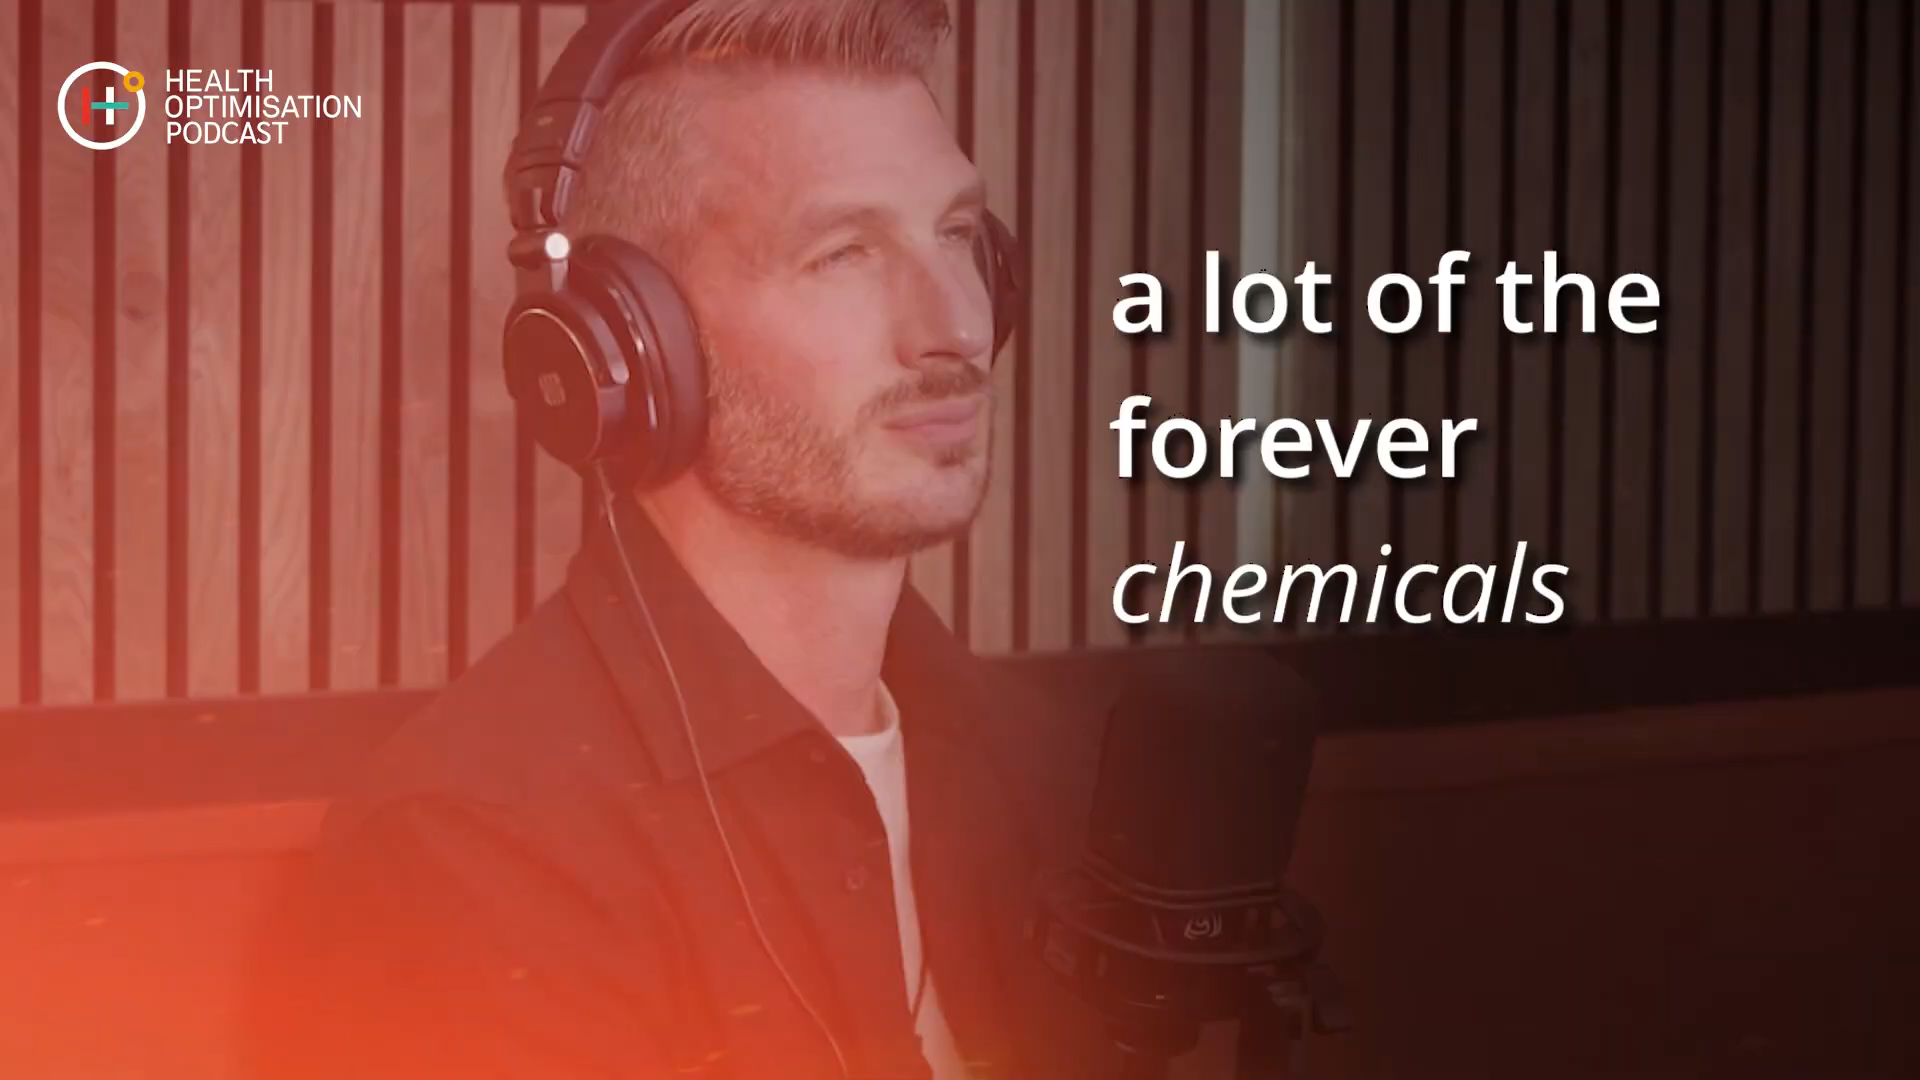 HEALTH
OPTIMISATION
PODCAST
a lot of the
forever
chemicals